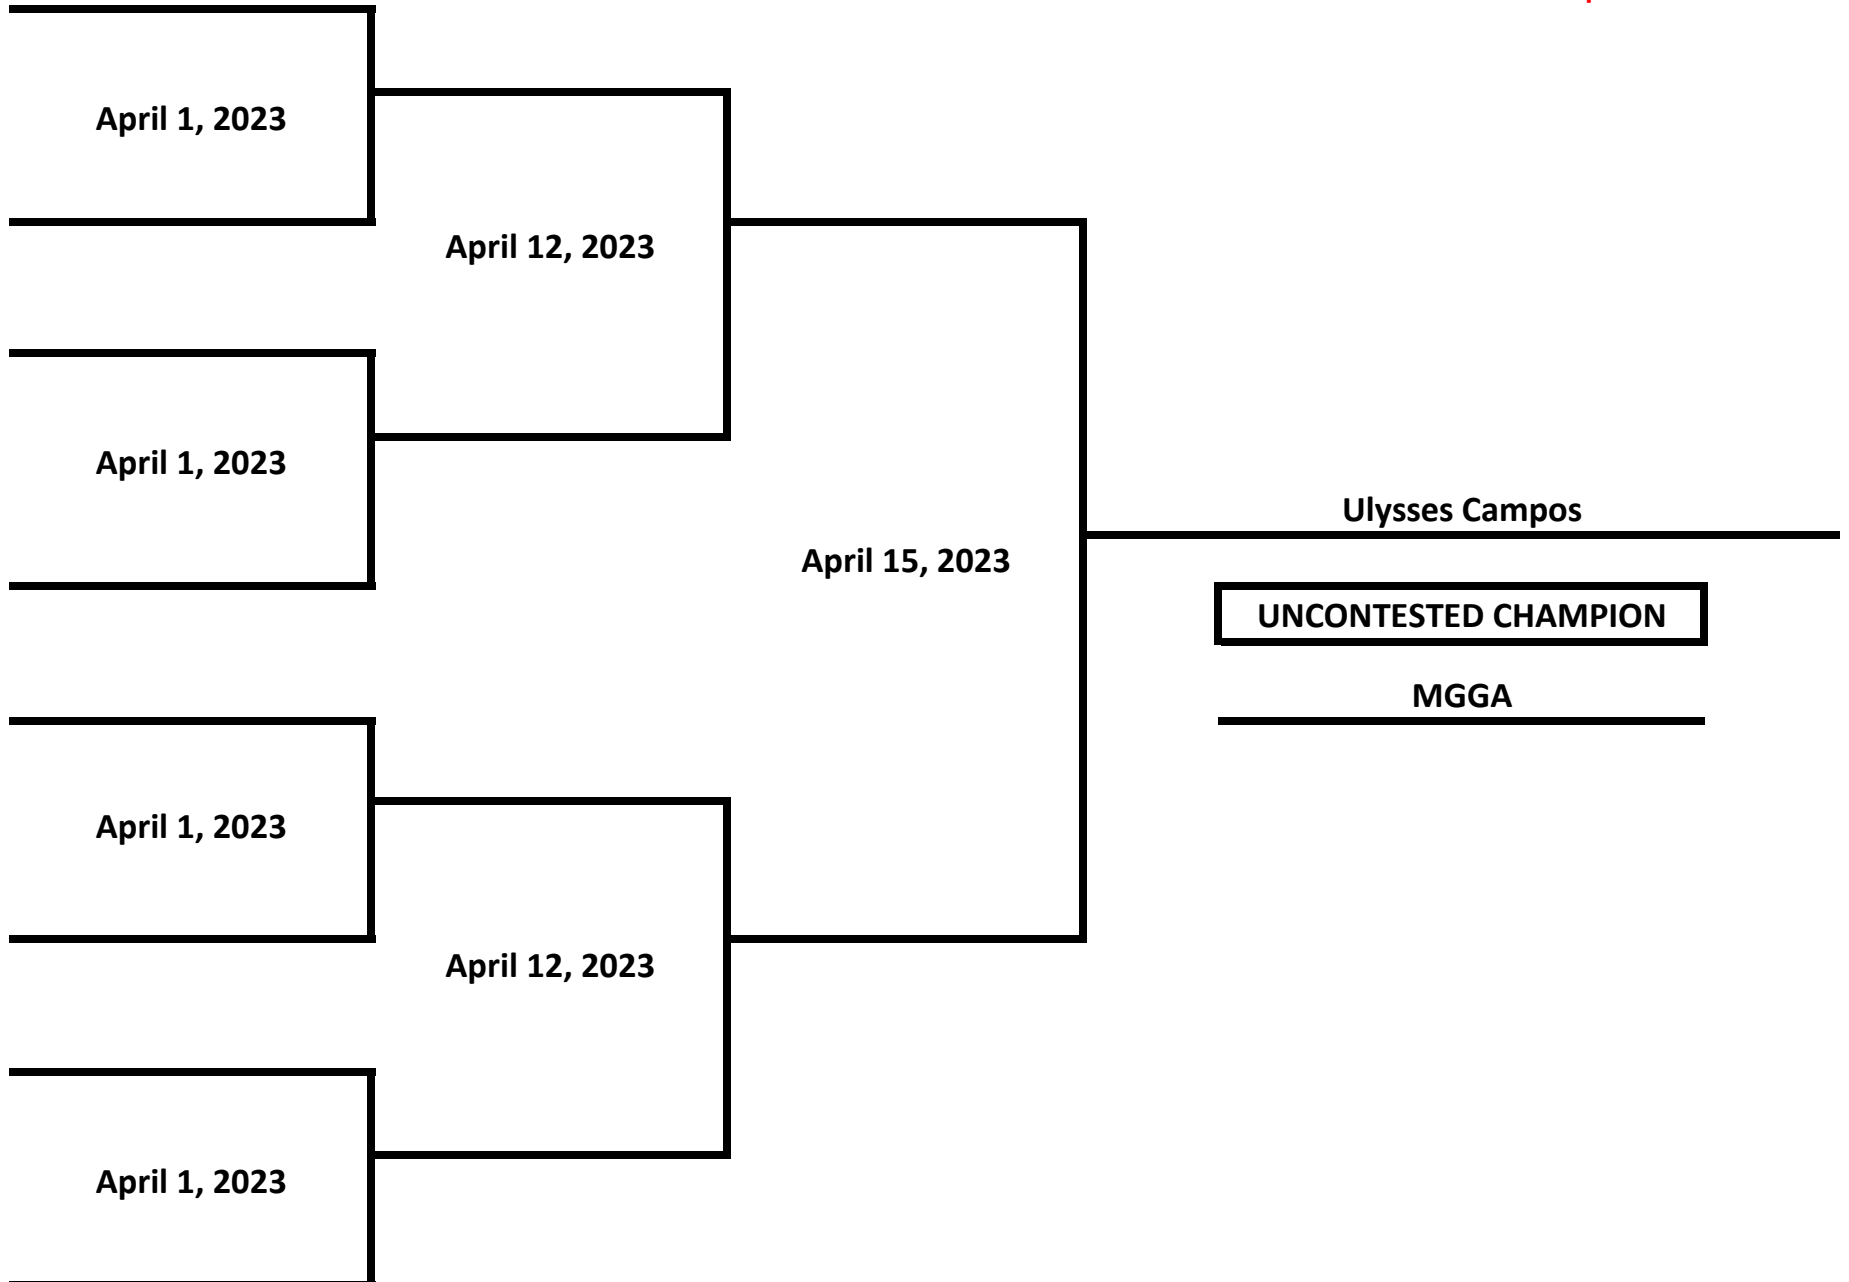 April 1, 2023
April 12, 2023
April 1, 2023
Ulysses Campos
April 15, 2023
UNCONTESTED CHAMPION
MGGA
April 1, 2023
April 12, 2023
April 1, 2023